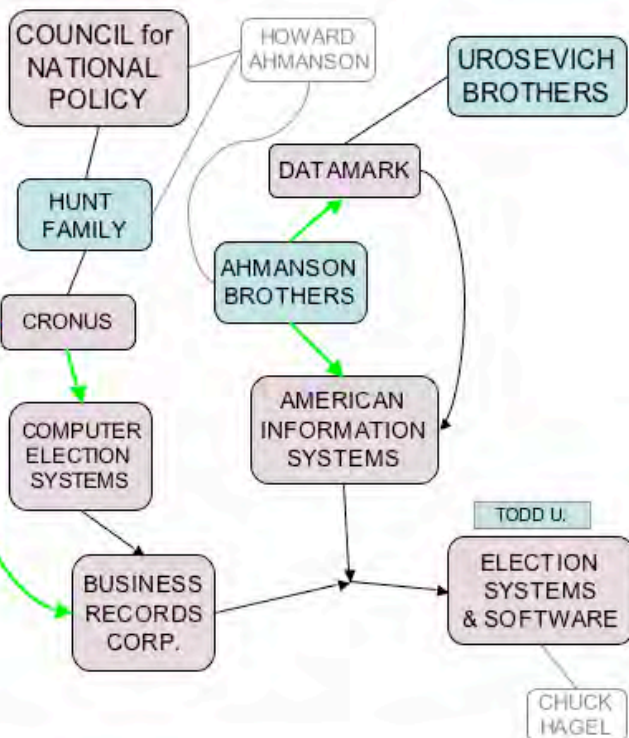 COUNCIL for
NATIONAL
POLICY
HOWARD
AHMANSON
UROSEVICH
BROTHERS
DATAMARK
HUNT
FAMILY
AHMANSON
BROTHERS
CRONUS
AMERICAN
INFORMATION
SYSTEMS
COMPUTER
ELECTION
SYSTEMS
TODD U.
ELECTION
SYSTEMS
& SOFTWARE
BUSINESS
RECORDS
CORP.
CHUCK
HAGEL